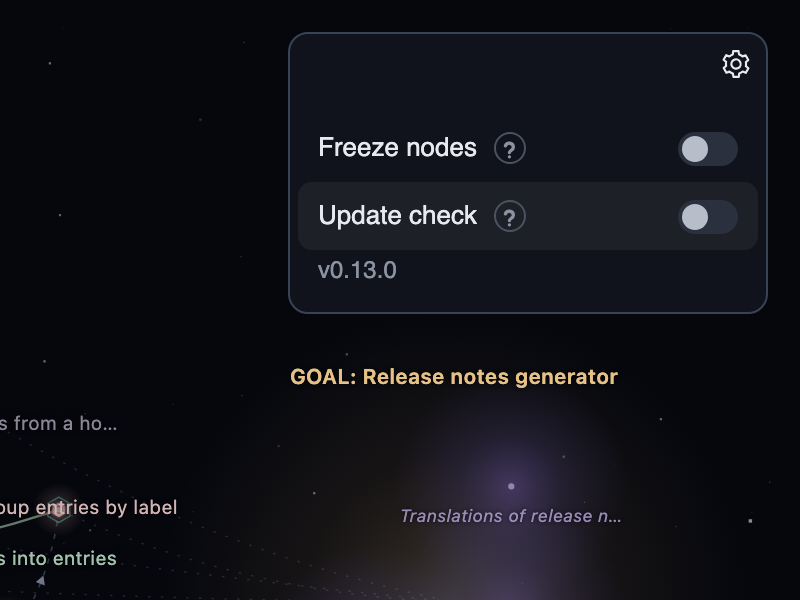 Freeze nodes ?
Update check ?
v0.13.0
GOAL: Release notes generator
s from a ho...
oup entries by label
Translations of release n...
s into entries